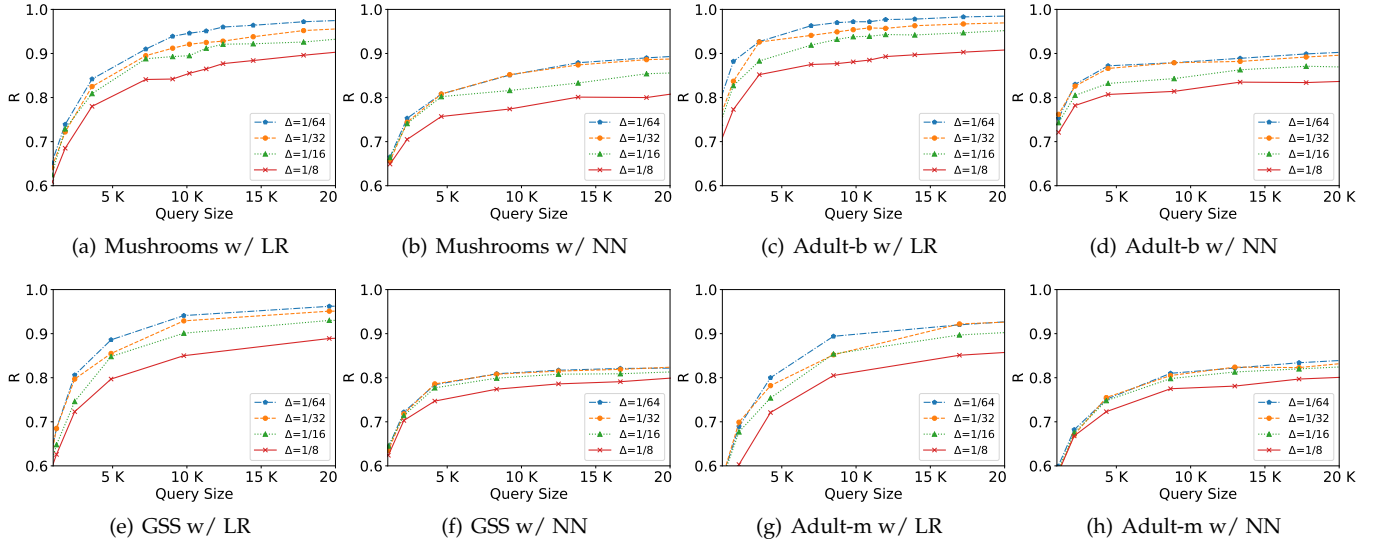 1.0
0.9
0.8
0.7
0.6
R
5 K 10 K 15 K 20 K
Query Size
Δ=1/64
Δ=1/32
Δ=1/16
Δ=1/8
(a) Mushrooms w/ LR
1.0
0.9
0.8
0.7
0.6
R
5 K 10 K 15 K 20 K
Query Size
Δ=1/64
Δ=1/32
Δ=1/16
Δ=1/8
(b) Mushrooms w/ NN
1.0
0.9
0.8
0.7
0.6
R
5 K 10 K 15 K 20 K
Query Size
Δ=1/64
Δ=1/32
Δ=1/16
Δ=1/8
(c) Adult-b w/ LR
1.0
0.9
0.8
0.7
0.6
R
5 K 10 K 15 K 20 K
Query Size
Δ=1/64
Δ=1/32
Δ=1/16
Δ=1/8
(d) Adult-b w/ NN
1.0
0.9
0.8
0.7
0.6
R
5 K 10 K 15 K 20 K
Query Size
Δ=1/64
Δ=1/32
Δ=1/16
Δ=1/8
(e) GSS w/ LR
1.0
0.9
0.8
0.7
0.6
R
5 K 10 K 15 K 20 K
Query Size
Δ=1/64
Δ=1/32
Δ=1/16
Δ=1/8
(f) GSS w/ NN
1.0
0.9
0.8
0.7
0.6
R
5 K 10 K 15 K 20 K
Query Size
Δ=1/64
Δ=1/32
Δ=1/16
Δ=1/8
(g) Adult-m w/ LR
1.0
0.9
0.8
0.7
0.6
R
5 K 10 K 15 K 20 K
Query Size
Δ=1/64
Δ=1/32
Δ=1/16
Δ=1/8
(h) Adult-m w/ NN